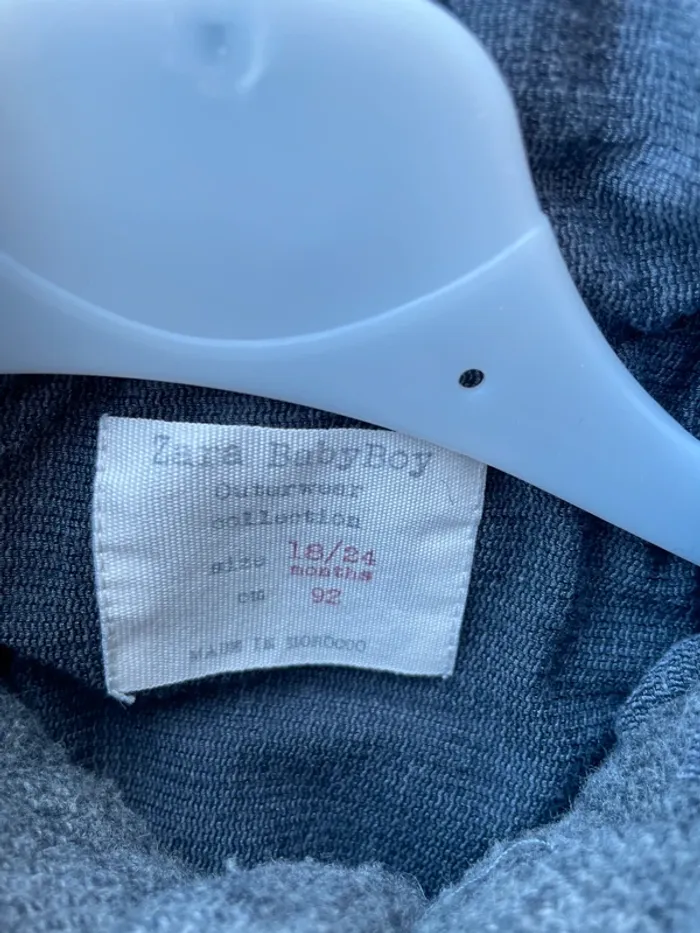 Zara BabyBoy
Outerwear
collection
size 18/24
months
cm 92
MADE IN MOROCCO